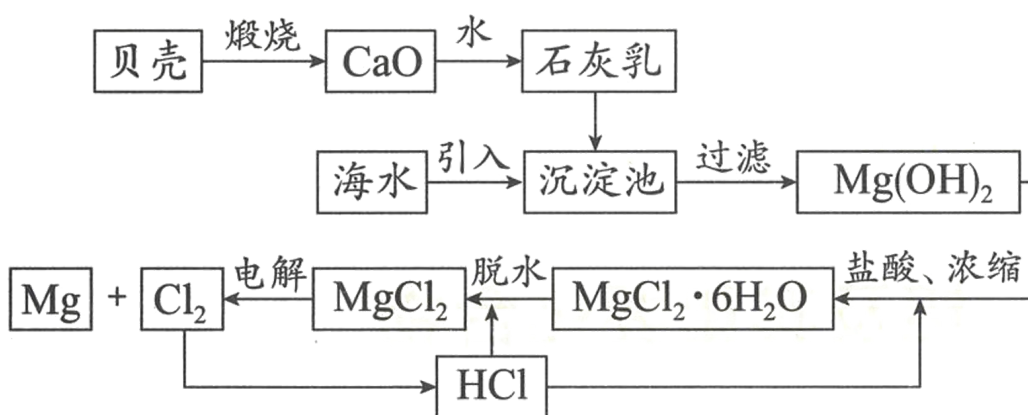 贝壳 煅烧 CaO 水 石灰乳
海水 引入 沉淀池 过滤 Mg(OH)₂
Mg + Cl₂ 电解 MgCl₂ 脱水 MgCl₂·6H₂O 盐酸、浓缩
HCl